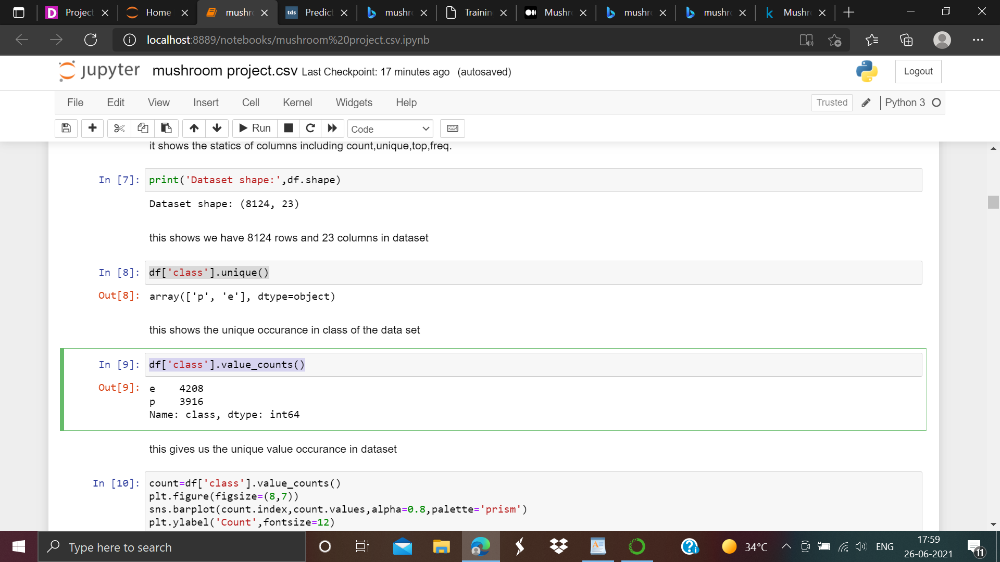 Project
Home
mushr
tds Predict
mushr
Training
Mushr
mushr
mushr
k Mushr
localhost:8889/notebooks/mushroom%20project.csv.ipynb
jupyter mushroom project.csv Last Checkpoint: 17 minutes ago (autosaved)
Logout
File Edit View Insert Cell Kernel Widgets Help
Trusted Python 3
Run Code
it shows the statics of columns including count,unique,top,freq.
In [7]: print('Dataset shape:',df.shape)
Dataset shape: (8124, 23)
this shows we have 8124 rows and 23 columns in dataset
In [8]: df['class'].unique()
Out[8]: array(['p', 'e'], dtype=object)
this shows the unique occurance in class of the data set
In [9]: df['class'].value_counts()
Out[9]: e    4208
p    3916
Name: class, dtype: int64
this gives us the unique value occurance in dataset
In [10]: count=df['class'].value_counts()
plt.figure(figsize=(8,7))
sns.barplot(count.index,count.values,alpha=0.8,palette='prism')
plt.ylabel('Count',fontsize=12)
Type here to search
34°C
ENG
17:59
26-06-2021
11